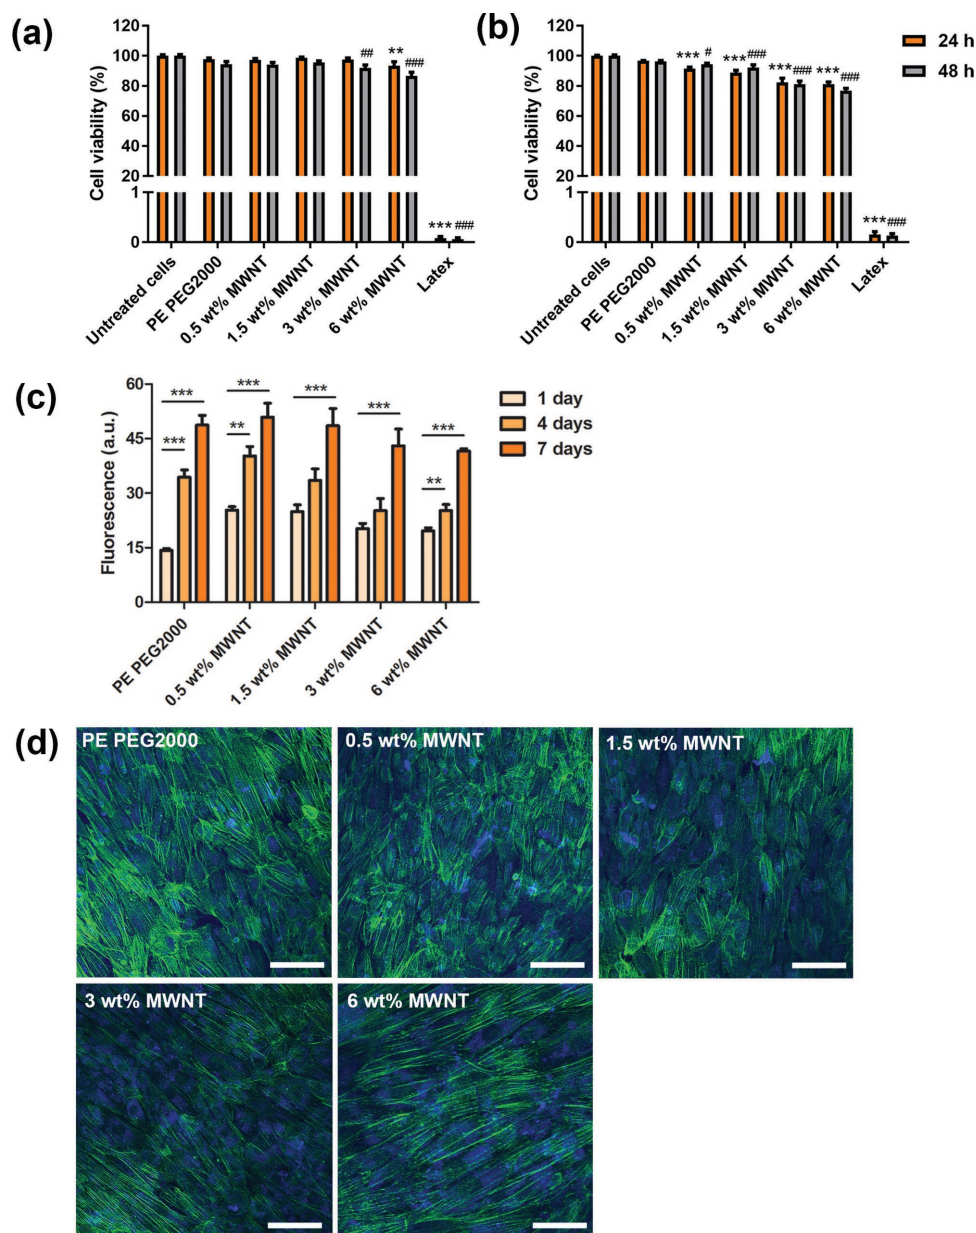 (a)
Cell viability (%)
120
100
80
60
40
20
1
0
## ** ###
*** ###
Untreated cells
PE PEG2000
0.5 wt% MWNT
1.5 wt% MWNT
3 wt% MWNT
6 wt% MWNT
Latex
(b)
Cell viability (%)
120
100
80
60
40
20
1
0
*** # *** ### *** ### *** ###
*** ###
Untreated cells
PE PEG2000
0.5 wt% MWNT
1.5 wt% MWNT
3 wt% MWNT
6 wt% MWNT
Latex
24 h
48 h
(c)
Fluorescence (a.u.)
60
45
30
15
0
*** *** *** *** ***
*** ** **
PE PEG2000
0.5 wt% MWNT
1.5 wt% MWNT
3 wt% MWNT
6 wt% MWNT
1 day
4 days
7 days
(d)
PE PEG2000
0.5 wt% MWNT
1.5 wt% MWNT
3 wt% MWNT
6 wt% MWNT